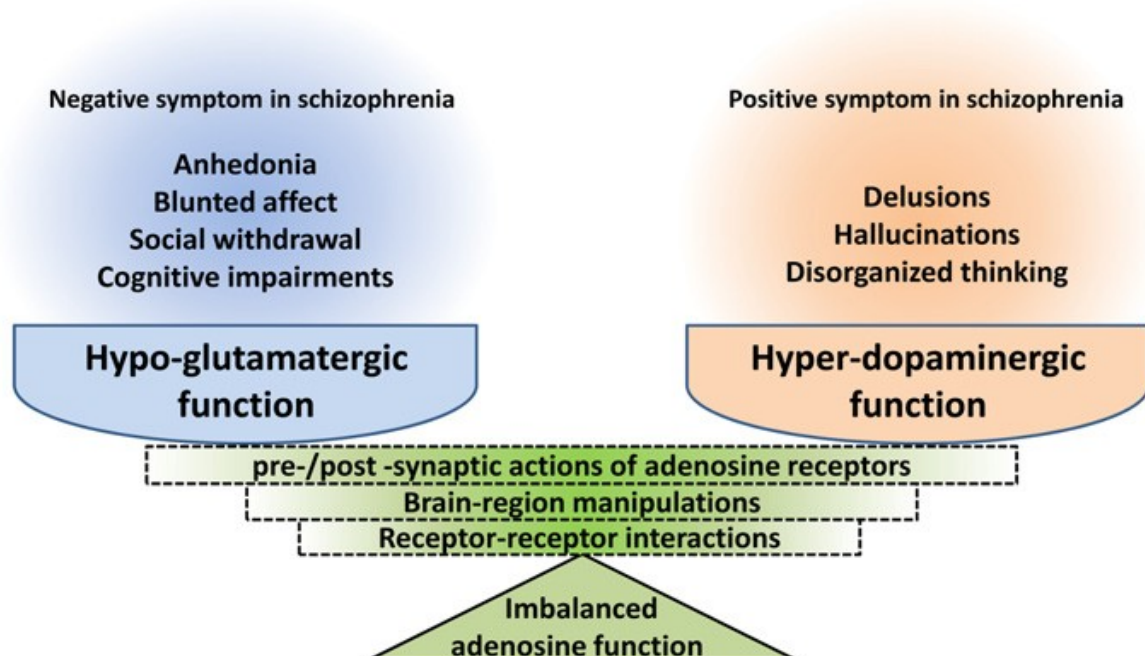 Negative symptom in schizophrenia
Anhedonia
Blunted affect
Social withdrawal
Cognitive impairments
Hypo-glutamatergic
function
Positive symptom in schizophrenia
Delusions
Hallucinations
Disorganized thinking
Hyper-dopaminergic
function
pre-/post -synaptic actions of adenosine receptors
Brain-region manipulations
Receptor-receptor interactions
Imbalanced
adenosine function